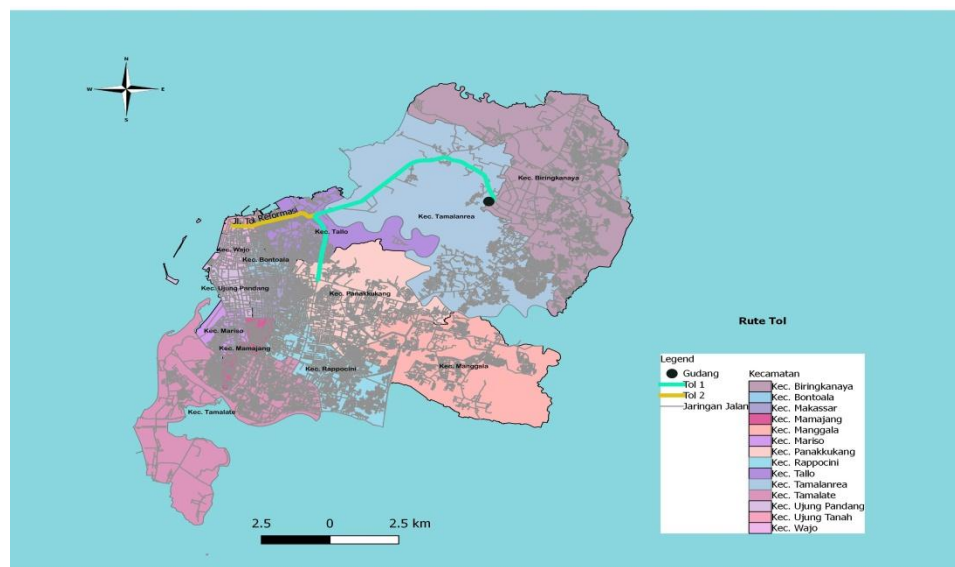 N
W E
S
Kec. Biringkanaya
Kec. Tamalanrea
Jl. Tol Reformasi
Kec. Tallo
Kec. Wajo
Kec. Bontoala
Kec. Ujung Pandang
Kec. Panakkukang
Kec. Mariso
Kec. Mamajang
Kec. Rappocini
Kec. Manggala
Kec. Tamalate
Rute Tol
Legend
Gudang
Tol 1
Tol 2
Jaringan Jalan
Kecamatan
Kec. Biringkanaya
Kec. Bontoala
Kec. Makassar
Kec. Mamajang
Kec. Manggala
Kec. Mariso
Kec. Panakkukang
Kec. Rappocini
Kec. Tallo
Kec. Tamalanrea
Kec. Tamalate
Kec. Ujung Pandang
Kec. Ujung Tanah
Kec. Wajo
2.5 0 2.5 km